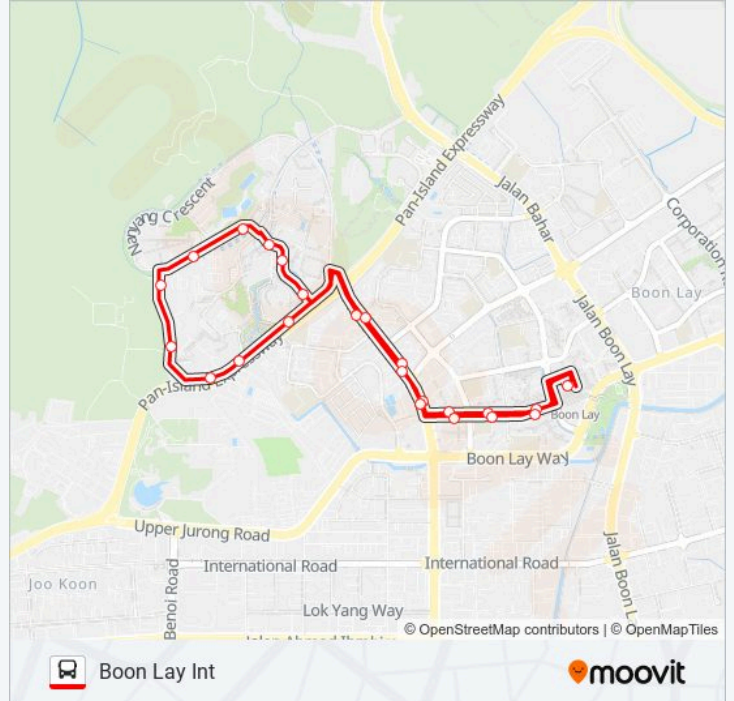 Pan-Island Expressway
Nanyang Crescent
Jalan Bahar
Corporation
Boon Lay
Jalan Boon Lay
Pan-Island Expressway
Boon Lay
Boon Lay Way
Upper Jurong Road
International Road
International Road
Joo Koon
Benoi Road
Jalan Boon L
Lok Yang Way
© OpenStreetMap contributors | © OpenMapTiles
Boon Lay Int
moovit